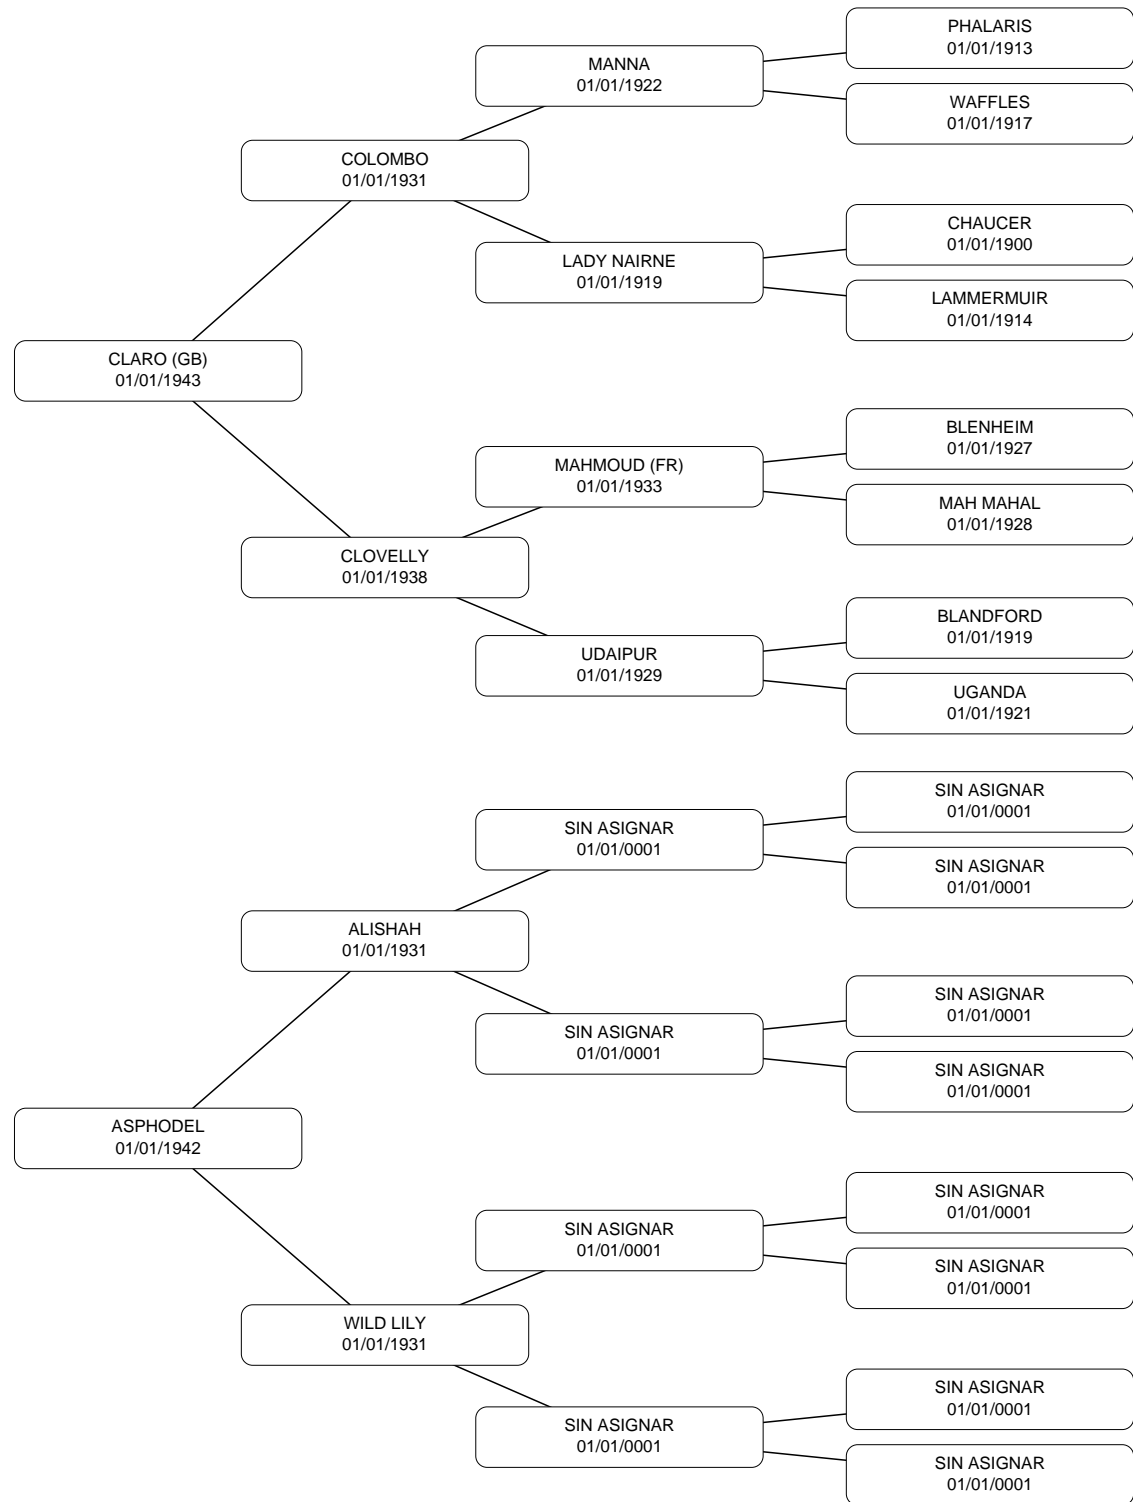 PHALARIS
01/01/1913
MANNA
01/01/1922
WAFFLES
01/01/1917
COLOMBO
01/01/1931
CHAUCER
01/01/1900
LADY NAIRNE
01/01/1919
LAMMERMUIR
01/01/1914
CLARO (GB)
01/01/1943
BLENHEIM
01/01/1927
MAHMOUD (FR)
01/01/1933
MAH MAHAL
01/01/1928
CLOVELLY
01/01/1938
BLANDFORD
01/01/1919
UDAIPUR
01/01/1929
UGANDA
01/01/1921
SIN ASIGNAR
01/01/0001
SIN ASIGNAR
01/01/0001
SIN ASIGNAR
01/01/0001
ALISHAH
01/01/1931
SIN ASIGNAR
01/01/0001
SIN ASIGNAR
01/01/0001
SIN ASIGNAR
01/01/0001
ASPHODEL
01/01/1942
SIN ASIGNAR
01/01/0001
SIN ASIGNAR
01/01/0001
SIN ASIGNAR
01/01/0001
WILD LILY
01/01/1931
SIN ASIGNAR
01/01/0001
SIN ASIGNAR
01/01/0001
SIN ASIGNAR
01/01/0001